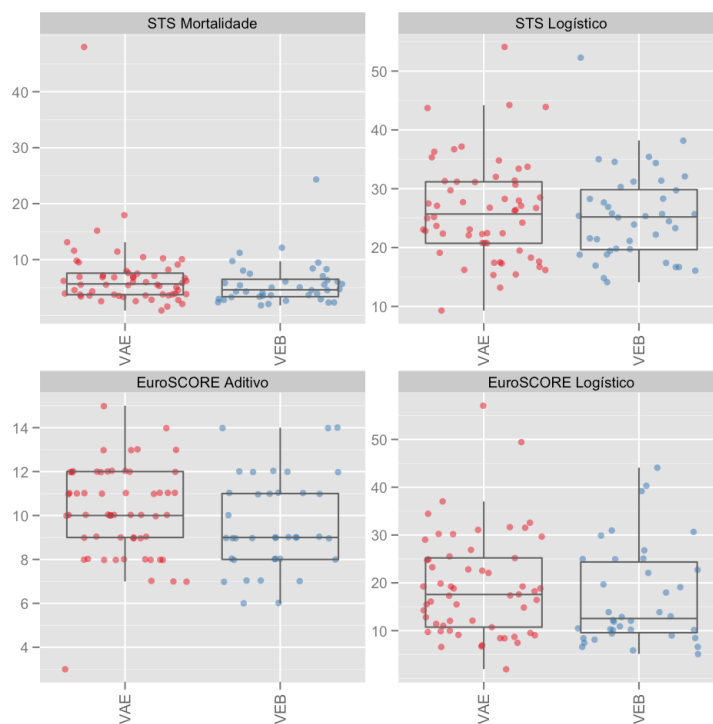 STS Mortalidade
STS Logístico
40
30
20
10
50
40
30
20
10
VAE
VEB
VAE
VEB
EuroSCORE Aditivo
EuroSCORE Logístico
14
12
10
8
6
4
50
40
30
20
10
VAE
VEB
VAE
VEB